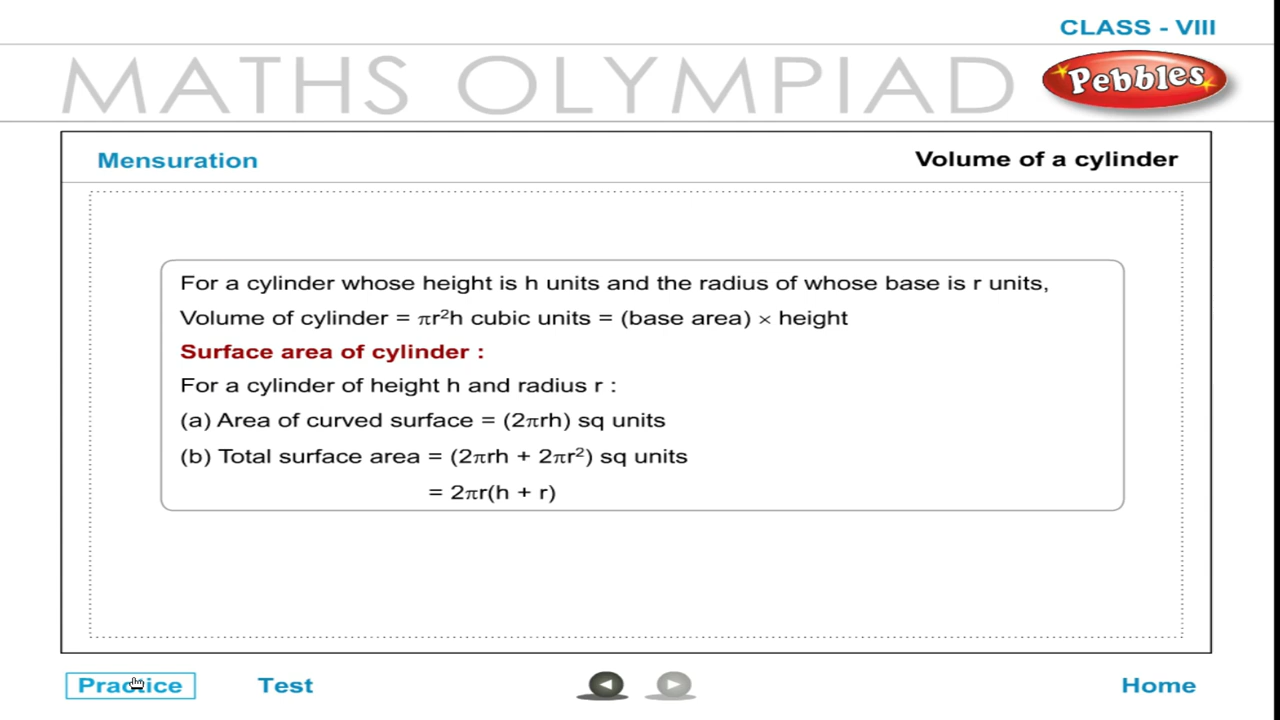 CLASS - VIII
MATHS OLYMPIAD
Pebbles
Mensuration
Volume of a cylinder
For a cylinder whose height is h units and the radius of whose base is r units,
Volume of cylinder = πr²h cubic units = (base area) × height
Surface area of cylinder :
For a cylinder of height h and radius r :
(a) Area of curved surface = (2πrh) sq units
(b) Total surface area = (2πrh + 2πr²) sq units
= 2πr(h + r)
Practice
Test
Home